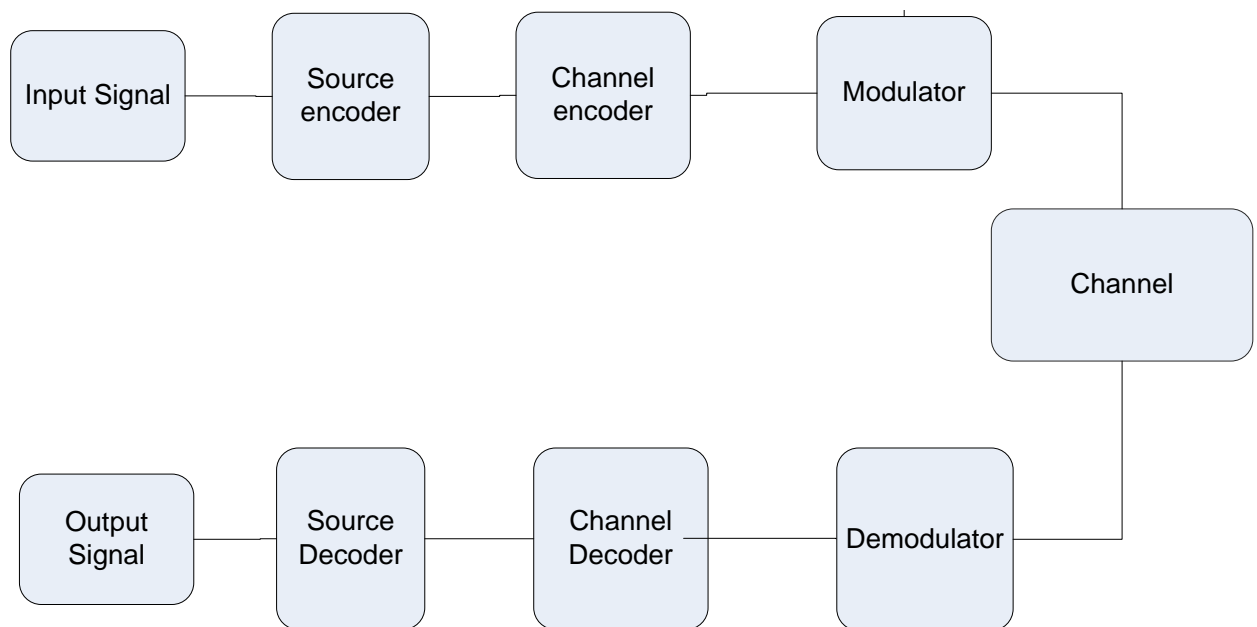 Input Signal
Source
encoder
Channel
encoder
Modulator
Channel
Output
Signal
Source
Decoder
Channel
Decoder
Demodulator